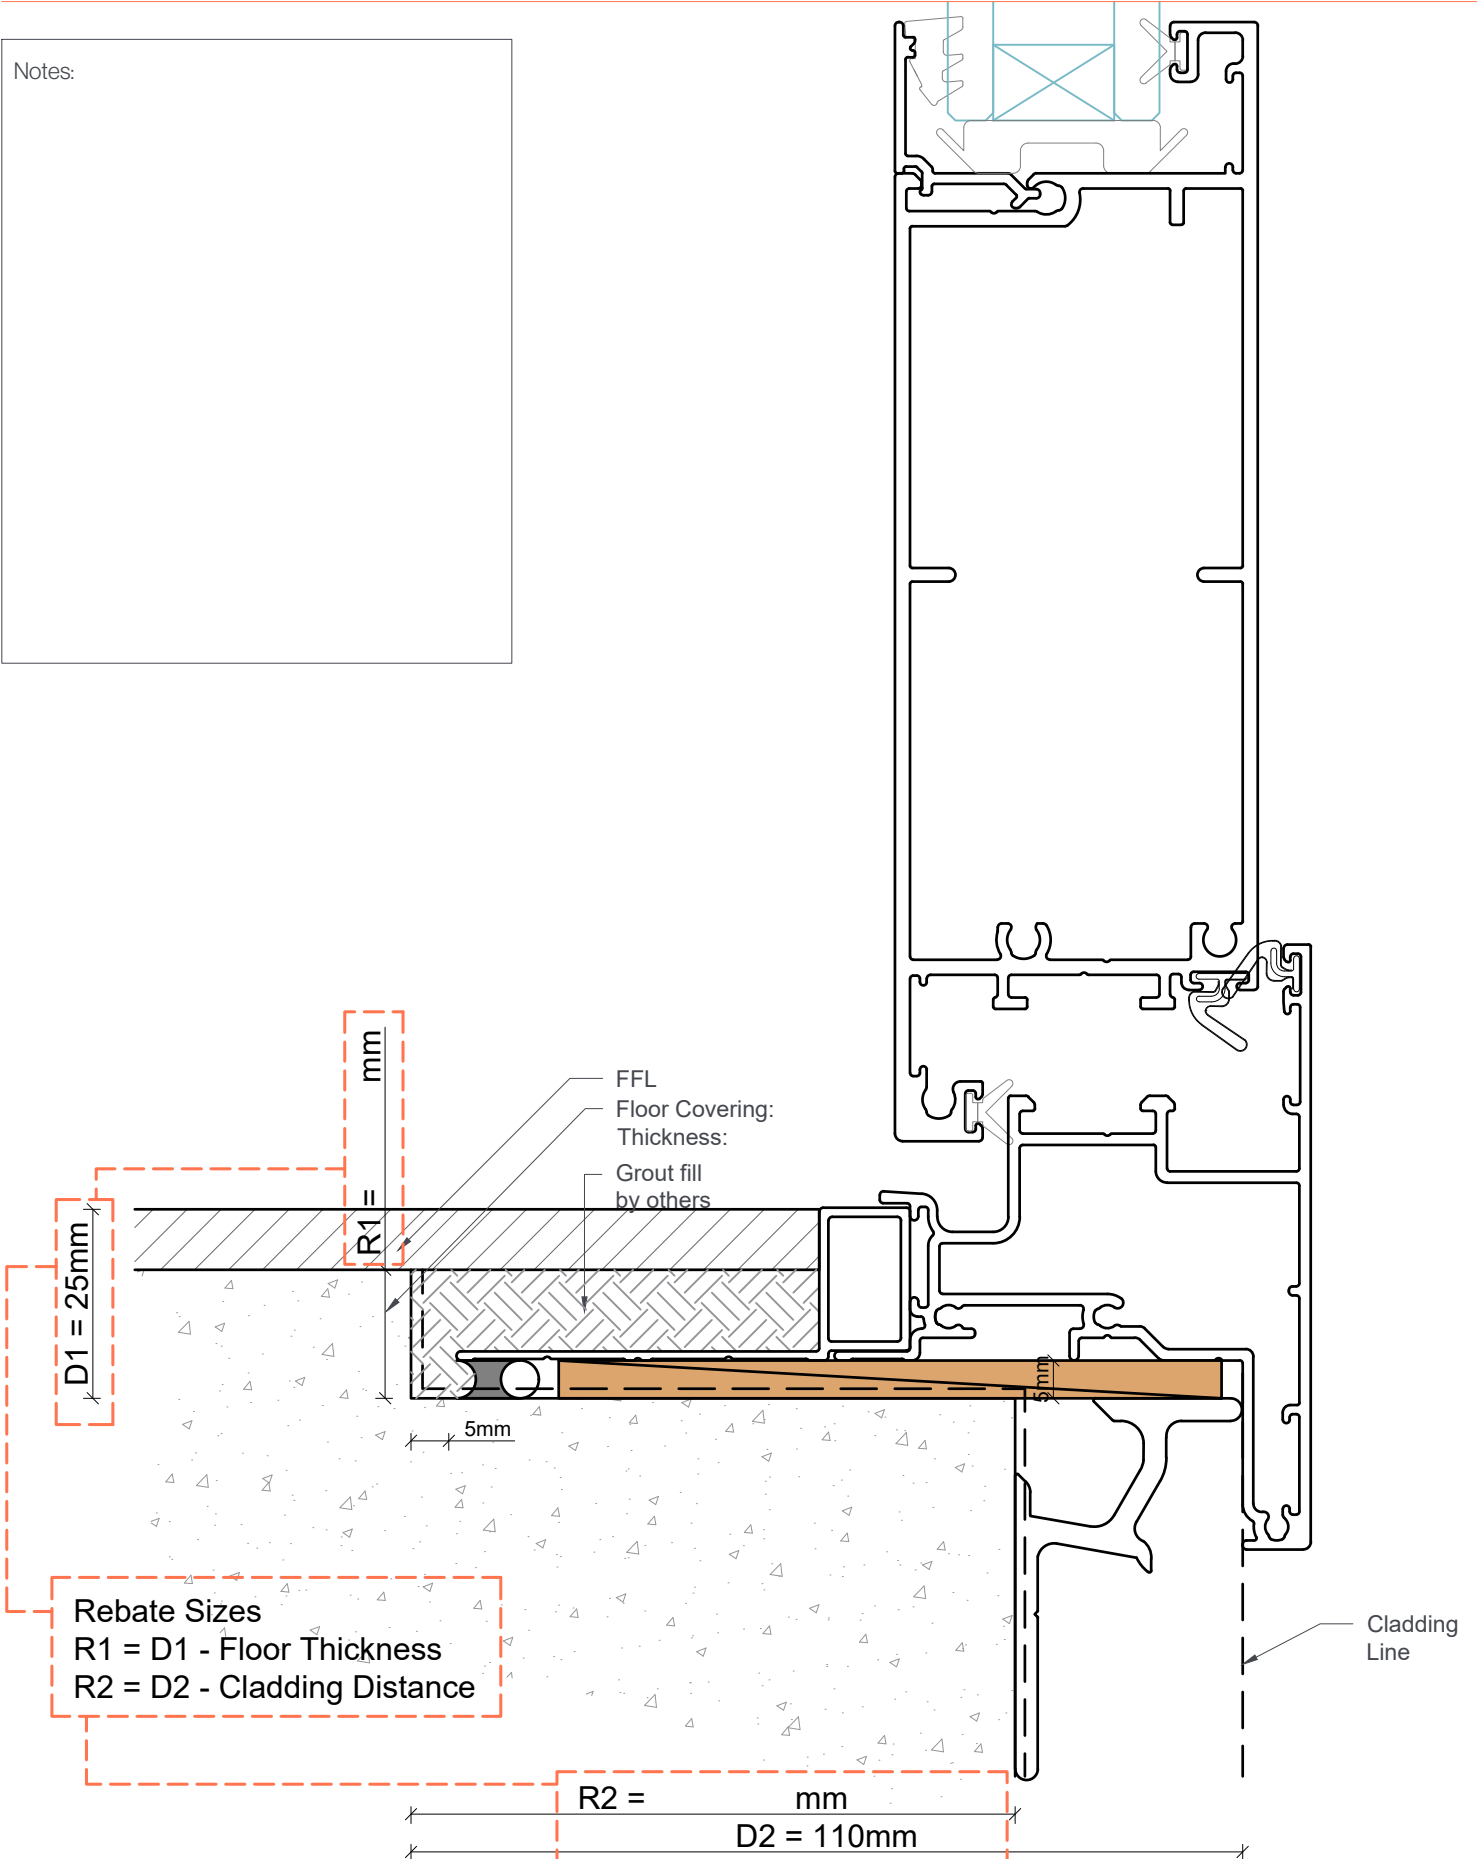 Notes:
mm
R1 =
D1 = 25mm
FFL
Floor Covering:
Thickness:
Grout fill
by others
5mm
5mm
Rebate Sizes
R1 = D1 - Floor Thickness
R2 = D2 - Cladding Distance
Cladding
Line
R2 = mm
D2 = 110mm